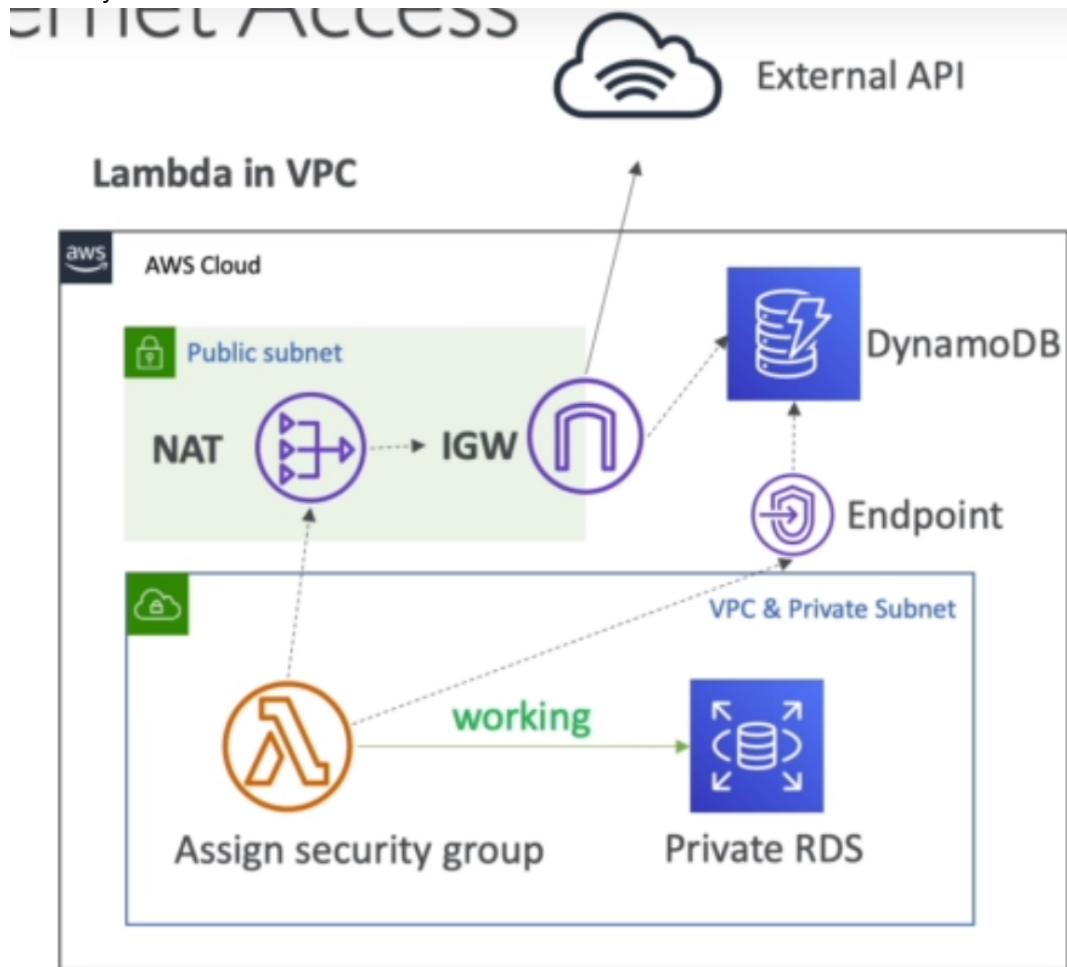 Access
External API
Lambda in VPC
aws
AWS Cloud
Public subnet
DynamoDB
NAT
IGW
Endpoint
VPC & Private Subnet
working
Assign security group
Private RDS